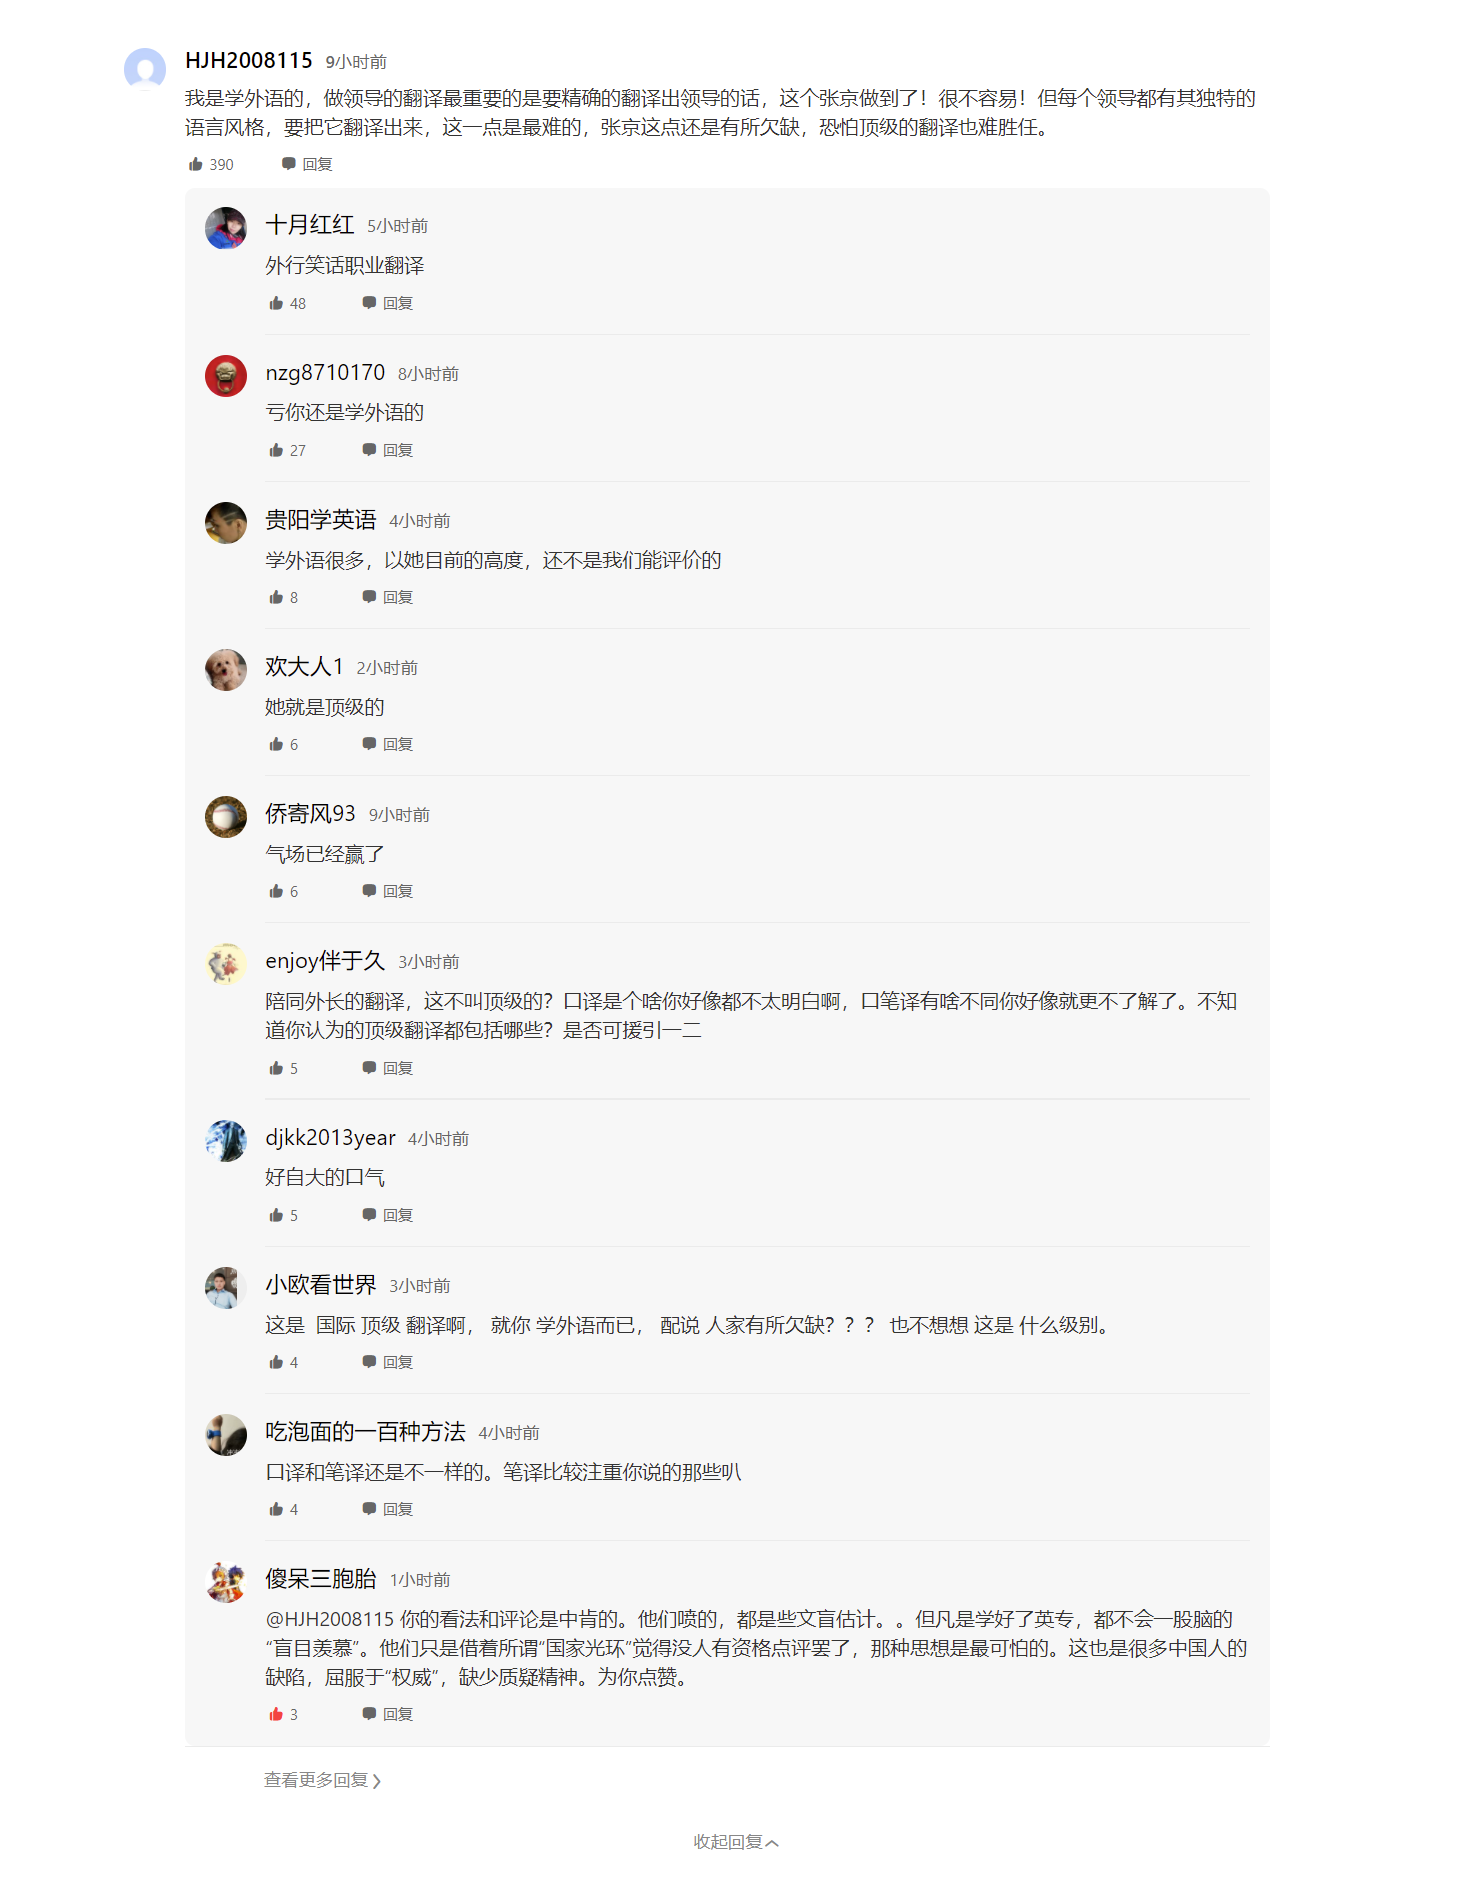 HJH2008115 9小时前
我是学外语的，做领导的翻译最重要的是要精确的翻译出领导的话，这个张京做到了！很不容易！但每个领导都有其独特的
语言风格，要把它翻译出来，这一点是最难的，张京这点还是有所欠缺，恐怕顶级的翻译也难胜任。
390 回复
十月红红 5小时前
外行笑话职业翻译
48 回复
nzg8710170 8小时前
亏你还是学外语的
27 回复
贵阳学英语 4小时前
学外语很多，以她目前的高度，还不是我们能评价的
8 回复
欢大人1 2小时前
她就是顶级的
6 回复
侨寄风93 9小时前
气场已经赢了
6 回复
enjoy伴于久 3小时前
陪同外长的翻译，这不叫顶级的？口译是个啥你好像都不太明白啊，口笔译有啥不同你好像就更不了解了。不知
道你认为的顶级翻译都包括哪些？是否可援引一二
5 回复
djkk2013year 4小时前
好自大的口气
5 回复
小欧看世界 3小时前
这是 国际 顶级 翻译啊， 就你 学外语而已， 配说 人家有所欠缺？？？ 也不想想 这是 什么级别。
4 回复
吃泡面的一百种方法 4小时前
口译和笔译还是不一样的。笔译比较注重你说的那些叭
4 回复
傻呆三胞胎 1小时前
@HJH2008115 你的看法和评论是中肯的。他们喷的，都是些文盲估计。。但凡是学好了英专，都不会一股脑的
“盲目羡慕”。他们只是借着所谓“国家光环”觉得没人有资格点评罢了，那种思想是最可怕的。这也是很多中国人的
缺陷，屈服于“权威”，缺少质疑精神。为你点赞。
3 回复
查看更多回复
收起回复